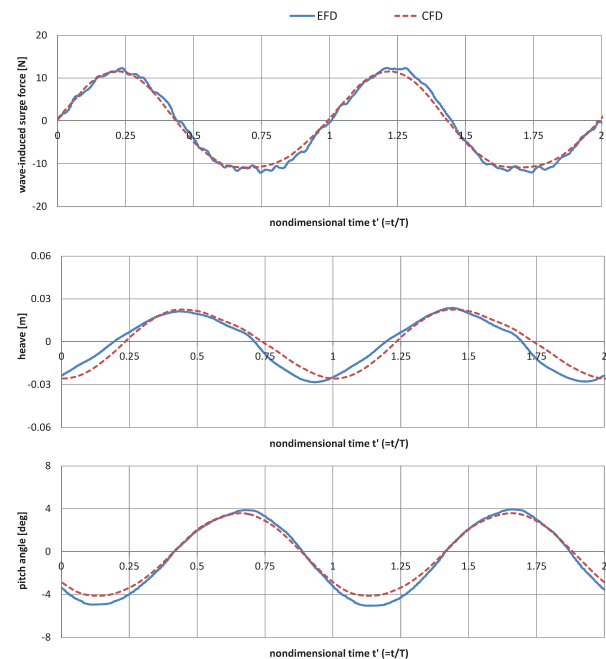 EFD CFD
20
10
0
-10
-20
0 0.25 0.5 0.75 1 1.25 1.5 1.75 2
wave-induced surge force [N]
nondimensional time t' (=t/T)
0.06
0.03
0
-0.03
-0.06
0 0.25 0.5 0.75 1 1.25 1.5 1.75 2
heave [m]
nondimensional time t' (=t/T)
8
4
0
-4
-8
0 0.25 0.5 0.75 1 1.25 1.5 1.75 2
pitch angle [deg]
nondimensional time t' (=t/T)